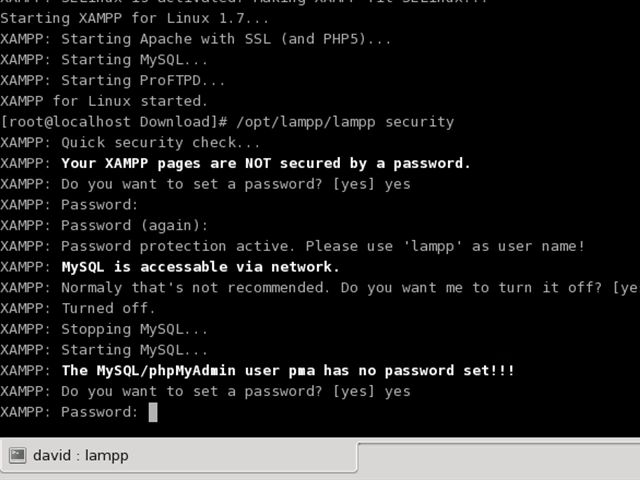 Starting XAMPP for Linux 1.7...
XAMPP: Starting Apache with SSL (and PHP5)...
XAMPP: Starting MySQL...
XAMPP: Starting ProFTPD...
XAMPP for Linux started.
[root@localhost Download]# /opt/lampp/lampp security
XAMPP: Quick security check...
XAMPP: Your XAMPP pages are NOT secured by a password.
XAMPP: Do you want to set a password? [yes] yes
XAMPP: Password:
XAMPP: Password (again):
XAMPP: Password protection active. Please use 'lampp' as user name!
XAMPP: MySQL is accessable via network.
XAMPP: Normaly that's not recommended. Do you want me to turn it off? [ye
XAMPP: Turned off.
XAMPP: Stopping MySQL...
XAMPP: Starting MySQL...
XAMPP: The MySQL/phpMyAdmin user pma has no password set!!!
XAMPP: Do you want to set a password? [yes] yes
XAMPP: Password:
david : lampp